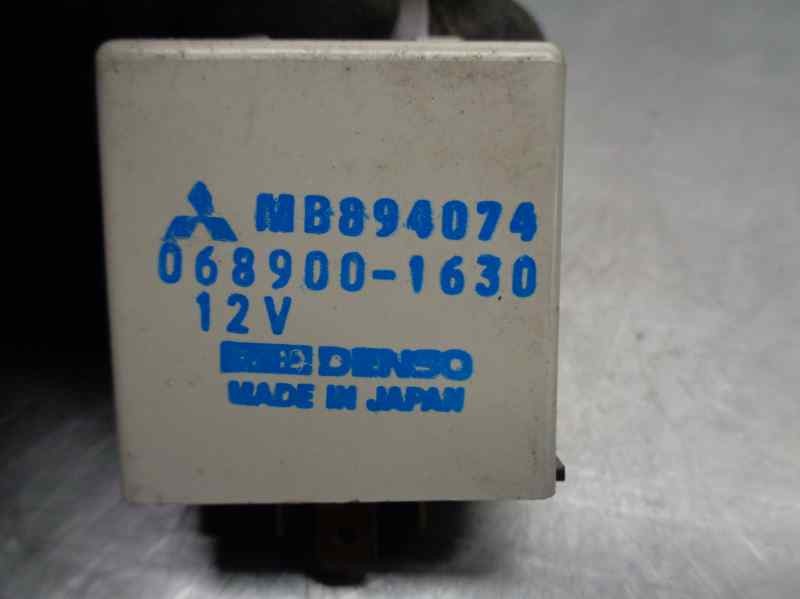 MB894074
068900-1630
12V
DENSO
MADE IN JAPAN